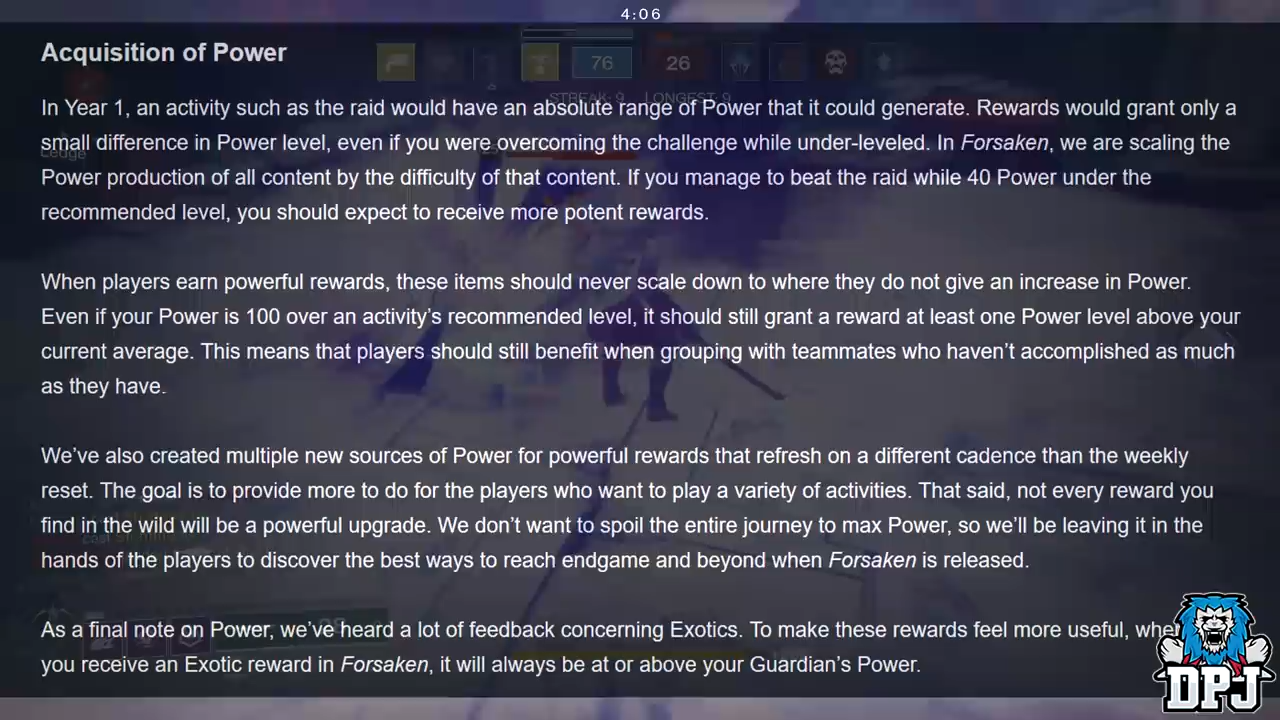 4:06
Acquisition of Power
76
26
STREAK: 9 LONGEST: 9
In Year 1, an activity such as the raid would have an absolute range of Power that it could generate. Rewards would grant only a
small difference in Power level, even if you were overcoming the challenge while under-leveled. In Forsaken, we are scaling the
Power production of all content by the difficulty of that content. If you manage to beat the raid while 40 Power under the
recommended level, you should expect to receive more potent rewards.
When players earn powerful rewards, these items should never scale down to where they do not give an increase in Power.
Even if your Power is 100 over an activity's recommended level, it should still grant a reward at least one Power level above your
current average. This means that players should still benefit when grouping with teammates who haven't accomplished as much
as they have.
We've also created multiple new sources of Power for powerful rewards that refresh on a different cadence than the weekly
reset. The goal is to provide more to do for the players who want to play a variety of activities. That said, not every reward you
find in the wild will be a powerful upgrade. We don't want to spoil the entire journey to max Power, so we'll be leaving it in the
hands of the players to discover the best ways to reach endgame and beyond when Forsaken is released.
As a final note on Power, we've heard a lot of feedback concerning Exotics. To make these rewards feel more useful, whe
you receive an Exotic reward in Forsaken, it will always be at or above your Guardian's Power.
DPJ